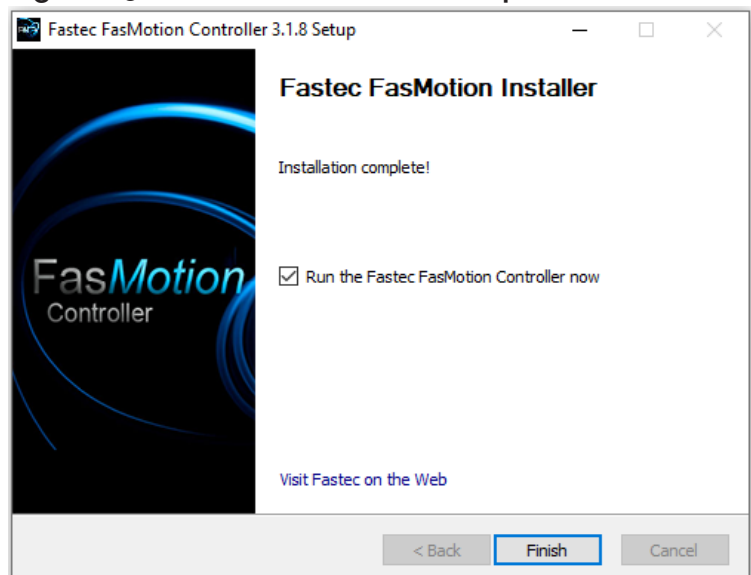 Fastec FasMotion Controller 3.1.8 Setup
Fastec FasMotion Installer
Installation complete!
FasMotion
Controller
Run the Fastec FasMotion Controller now
Visit Fastec on the Web
< Back
Finish
Cancel